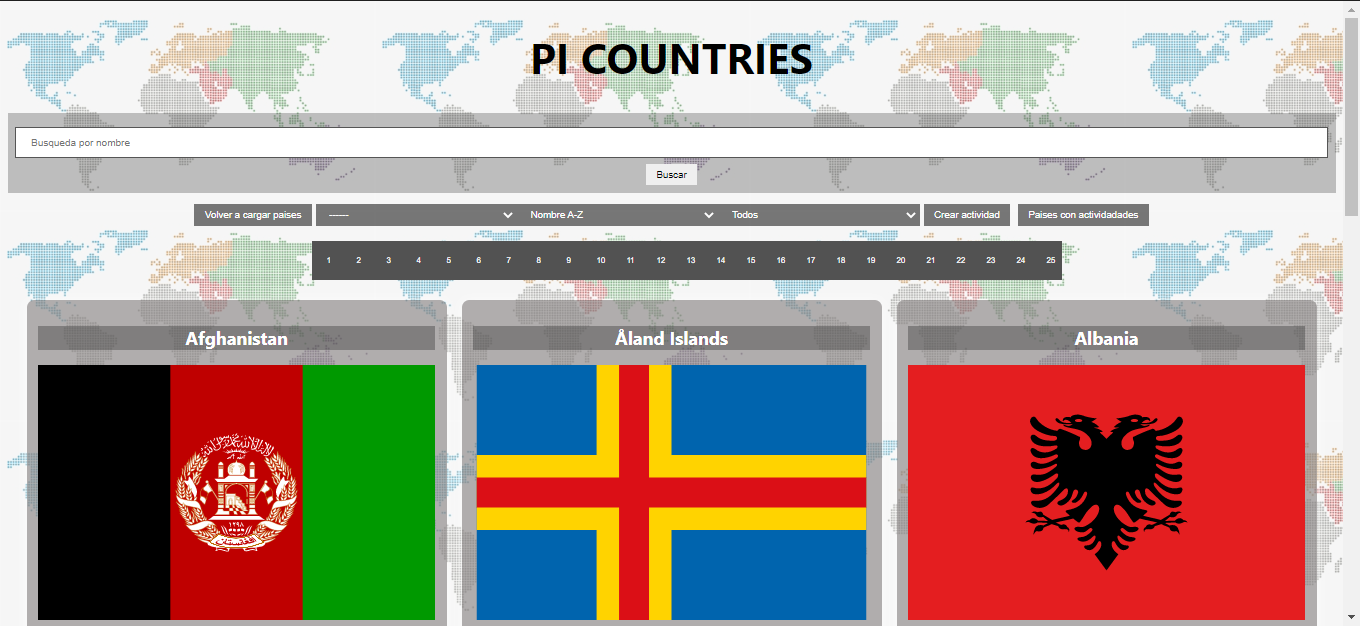 PI COUNTRIES
Busqueda por nombre
Buscar
Volver a cargar paises ------ Nombre A-Z Todos Crear actividad Paises con activdadades
1 2 3 4 5 6 7 8 9 10 11 12 13 14 15 16 17 18 19 20 21 22 23 24 25
Afghanistan Åland Islands Albania